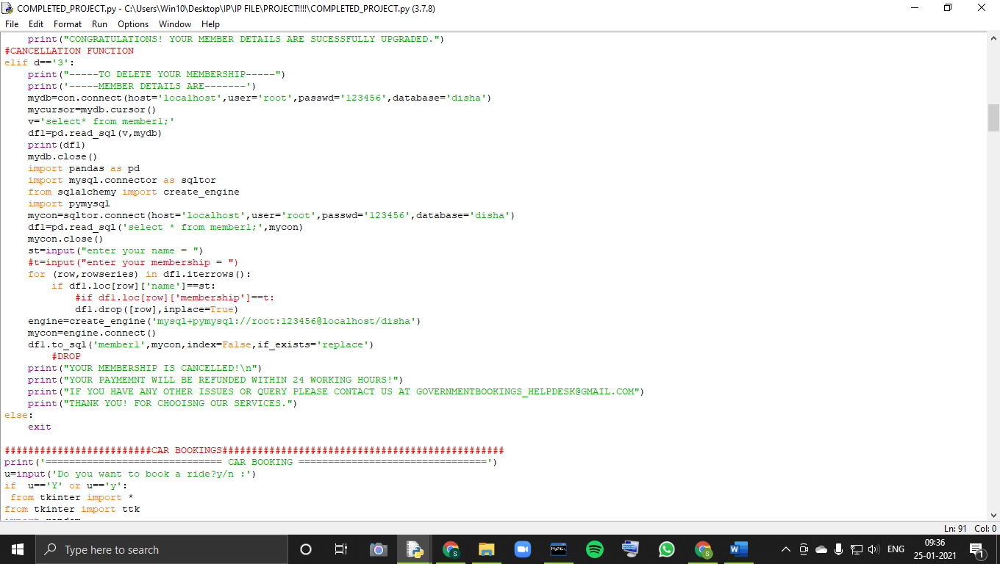 COMPLETED_PROJECT.py - C:\Users\Win10\Desktop\IP\IP FILE\PROJECT!!!!\COMPLETED_PROJECT.py (3.7.8)
File Edit Format Run Options Window Help
    print("CONGRATULATIONS! YOUR MEMBER DETAILS ARE SUCESSFULLY UPGRADED.")
#CANCELLATION FUNCTION
elif d=='3':
    print("-----TO DELETE YOUR MEMBERSHIP-----")
    print('-----MEMBER DETAILS ARE-------')
    mydb=con.connect(host='localhost',user='root',passwd='123456',database='disha')
    mycursor=mydb.cursor()
    v='select* from member1;'
    df1=pd.read_sql(v,mydb)
    print(df1)
    mydb.close()
    import pandas as pd
    import mysql.connector as sqltor
    from sqlalchemy import create_engine
    import pymysql
    mycon=sqltor.connect(host='localhost',user='root',passwd='123456',database='disha')
    df1=pd.read_sql('select * from member1;',mycon)
    mycon.close()
    st=input("enter your name = ")
    #t=input("enter your membership = ")
    for (row,rowseries) in df1.iterrows():
        if df1.loc[row]['name']==st:
            #if df1.loc[row]['membership']==t:
            df1.drop([row],inplace=True)
    engine=create_engine('mysql+pymysql://root:123456@localhost/disha')
    mycon=engine.connect()
    df1.to_sql('member1',mycon,index=False,if_exists='replace')
        #DROP
    print("YOUR MEMBERSHIP IS CANCELLED!\n")
    print("YOUR PAYMEMNT WILL BE REFUNDED WITHIN 24 WORKING HOURS!")
    print("IF YOU HAVE ANY OTHER ISSUES OR QUERY PLEASE CONTACT US AT GOVERNMENTBOOKINGS_HELPDESK@GMAIL.COM")
    print("THANK YOU! FOR CHOOISNG OUR SERVICES.")
else:
    exit
#########################CAR BOOKINGS################################################
print('============================== CAR BOOKING ================================')
u=input('Do you want to book a ride?y/n :')
if  u=='Y' or u=='y':
 from tkinter import *
from tkinter import ttk
import random
Ln: 91 Col: 0
Type here to search
ENG
09:36
25-01-2021
1